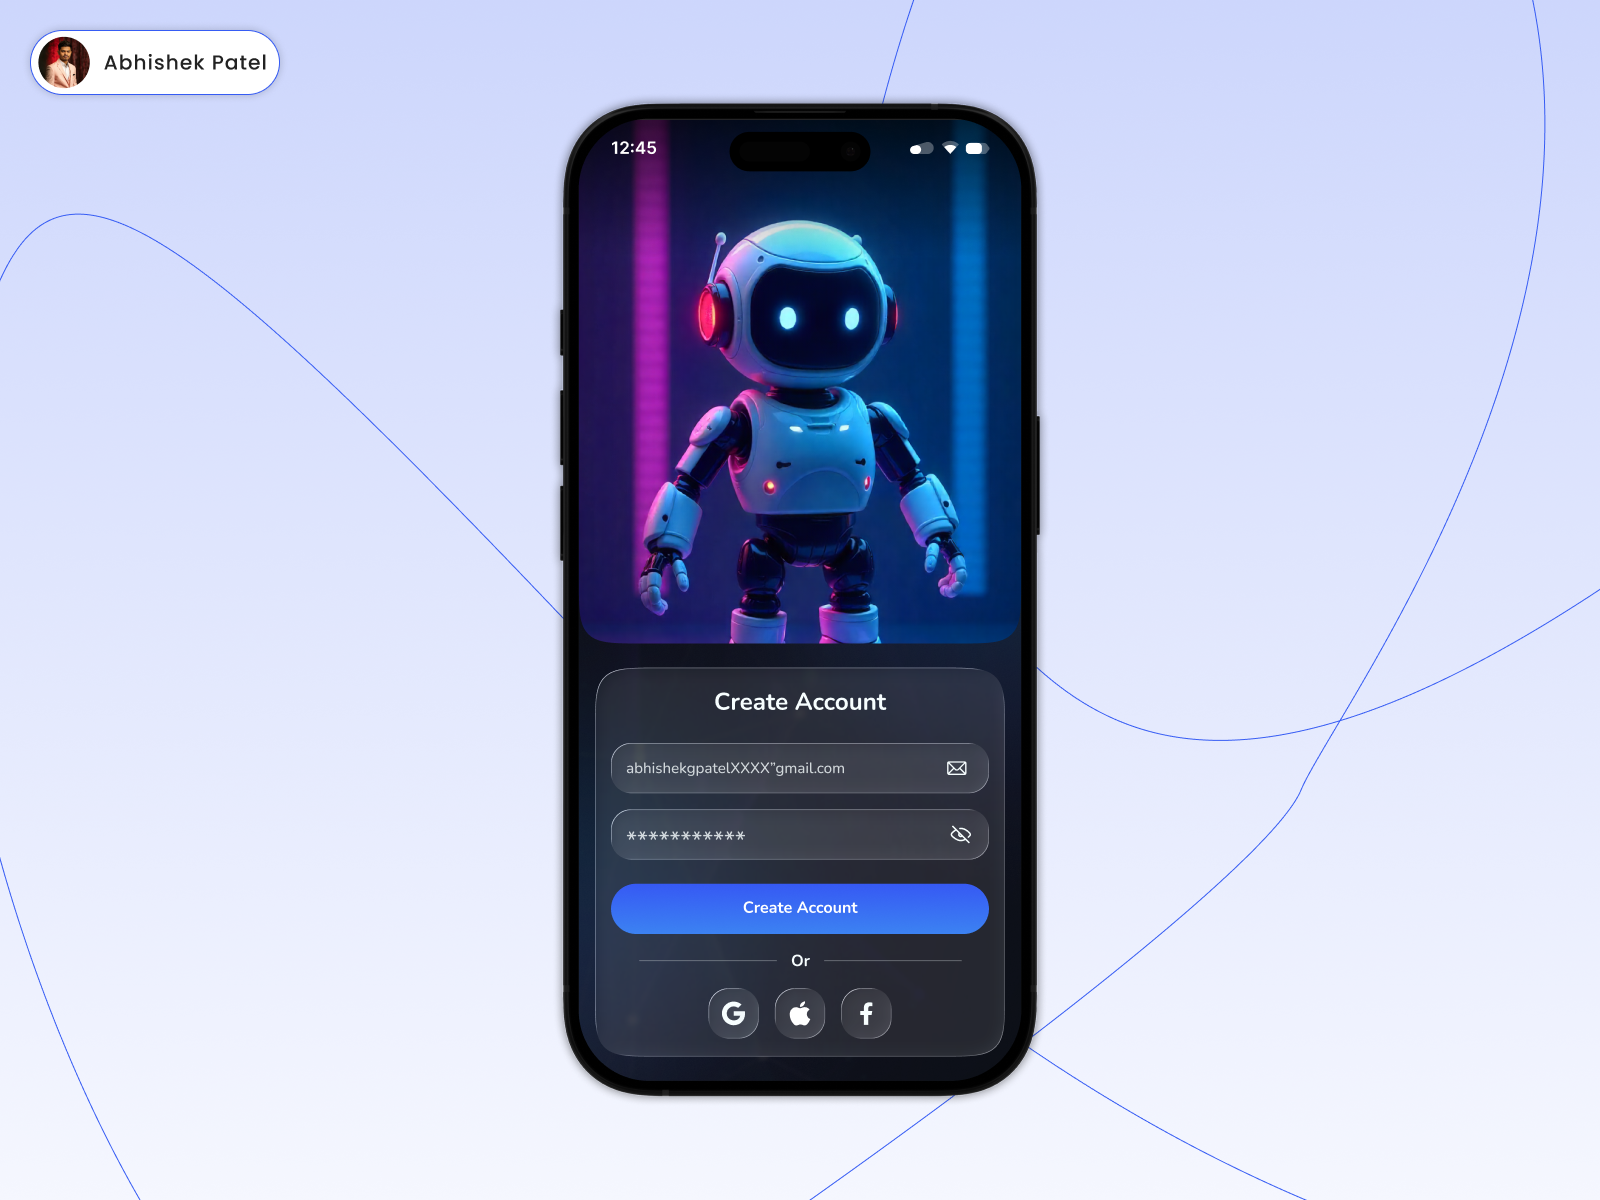 Abhishek Patel
12:45
Create Account
abhishekgpatelXXXX”gmail.com
***********
Create Account
Or